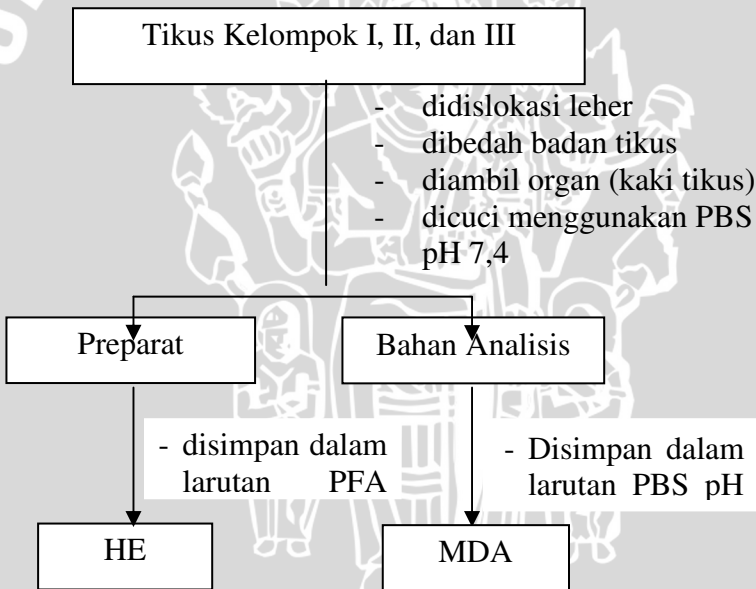 Tikus Kelompok I, II, dan III
- didislokasi leher
- dibedah badan tikus
- diambil organ (kaki tikus)
- dicuci menggunakan PBS
pH 7,4
Preparat
Bahan Analisis
- disimpan dalam
larutan PFA
- Disimpan dalam
larutan PBS pH
HE
MDA